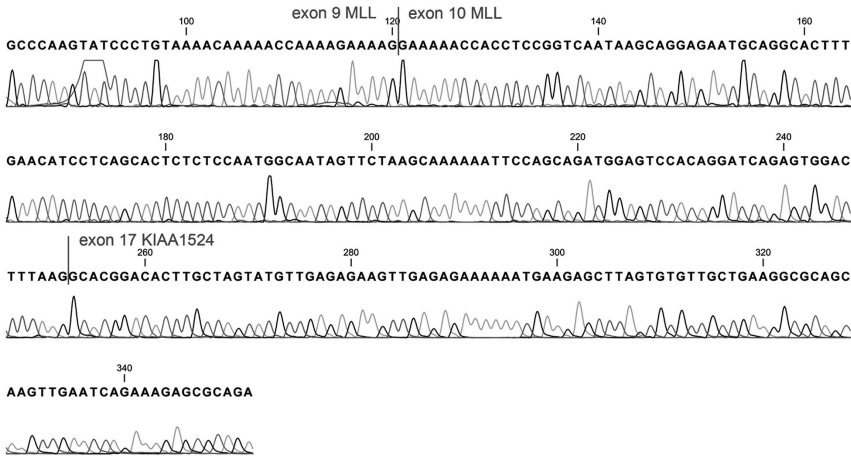 exon 9 MLL exon 10 MLL
100 120 140 160
GCCCAAGTATCCCTGTAAAACAAAAACCAAAAGAAAAGGAAAAACCACCTCCGGTCAATAAGCAGGAGAATGCAGGCACTTT
180 200 220 240
GAACATCCTCAGCACTCTCTCCAATGGCAATAGTTCTAAGCAAAAAATTCCAGCAGATGGAGTCCACAGGATCAGAGTGGAC
exon 17 KIAA1524
260 280 300 320
TTTAAGGCACGGACACTTGCTAGTATGTTGAGAGAAGTTGAGAGAAAAAATGAAGAGCTTAGTGTGTTGCTGAAGGCGCAGC
340
AAGTTGAATCAGAAAGAGCGCAGA